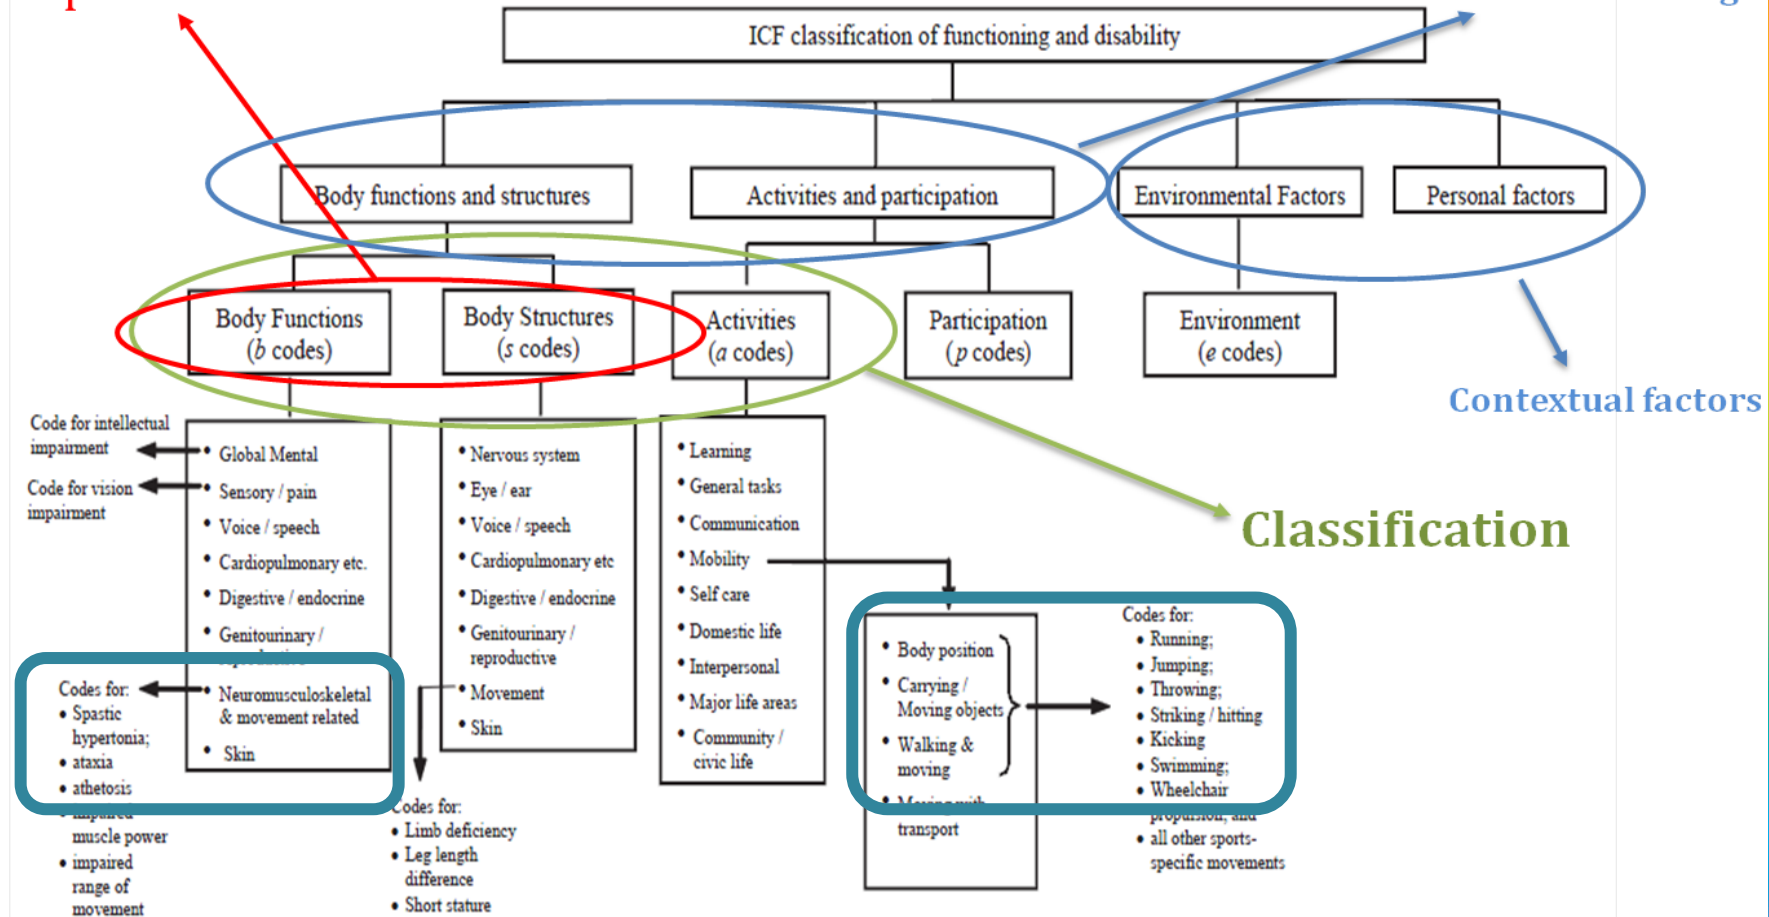 ICF classification of functioning and disability
Body functions and structures
Activities and participation
Environmental Factors
Personal factors
Body Functions
(b codes)
Body Structures
(s codes)
Activities
(a codes)
Participation
(p codes)
Environment
(e codes)
Contextual factors
Classification
Code for intellectual
impairment
Code for vision
impairment
• Global Mental
• Sensory / pain
• Voice / speech
• Cardiopulmonary etc.
• Digestive / endocrine
• Genitourinary /
• Neuromusculoskeletal
& movement related
• Skin
Codes for:
• Spastic
hypertonia;
• ataxia
• athetosis
• impaired
muscle power
• impaired
range of
movement
• Nervous system
• Eye / ear
• Voice / speech
• Cardiopulmonary etc
• Digestive / endocrine
• Genitourinary /
reproductive
• Movement
• Skin
Codes for:
• Limb deficiency
• Leg length
difference
• Short stature
• Learning
• General tasks
• Communication
• Mobility
• Self care
• Domestic life
• Interpersonal
• Major life areas
• Community /
civic life
• Body position
• Carrying /
Moving objects
• Walking &
moving
• Moving with
transport
Codes for:
• Running;
• Jumping;
• Throwing;
• Striking / hitting
• Kicking
• Swimming;
• Wheelchair
propulsion; and
• all other sports-
specific movements